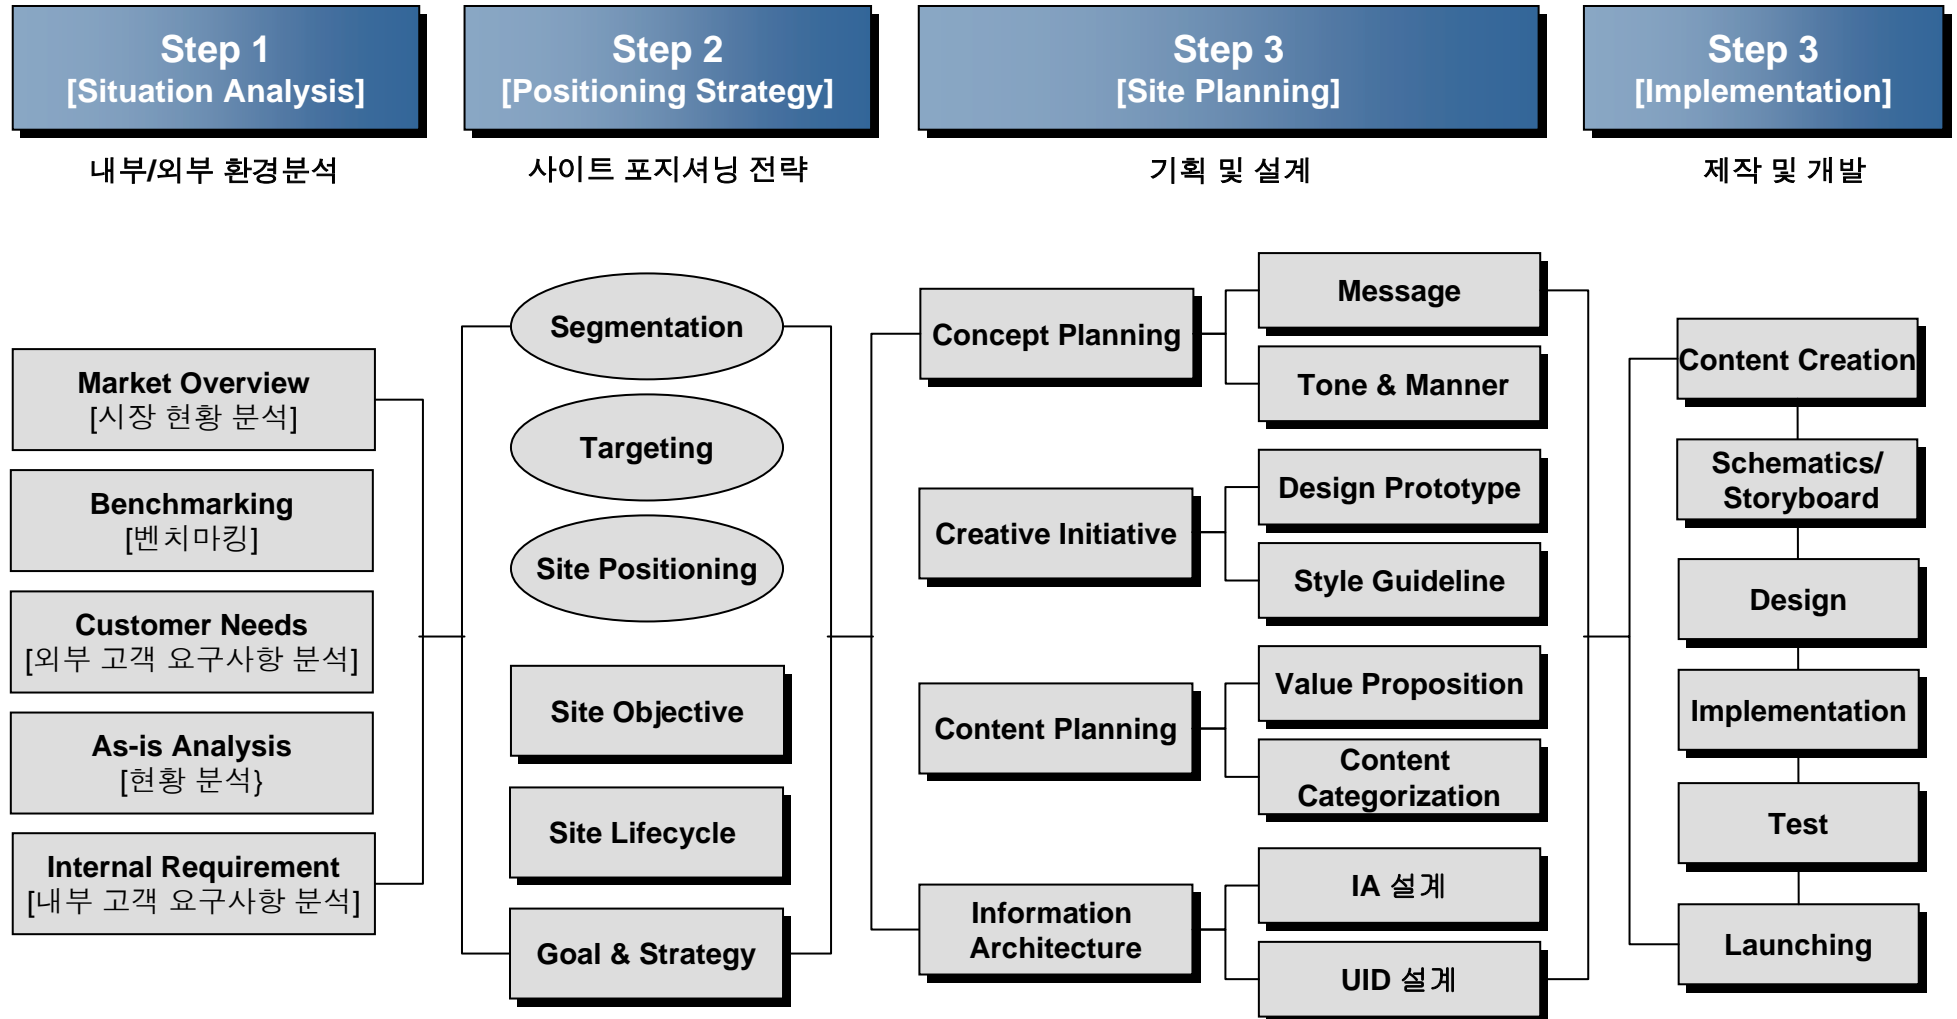 Step 1
[Situation Analysis]
Step 2
[Positioning Strategy]
Step 3
[Site Planning]
Step 3
[Implementation]
내부/외부 환경분석
사이트 포지셔닝 전략
기획 및 설계
제작 및 개발
Market Overview
[시장 현황 분석]
Benchmarking
[벤치마킹]
Customer Needs
[외부 고객 요구사항 분석]
As-is Analysis
[현황 분석}
Internal Requirement
[내부 고객 요구사항 분석]
Segmentation
Targeting
Site Positioning
Site Objective
Site Lifecycle
Goal & Strategy
Concept Planning
Message
Tone & Manner
Creative Initiative
Design Prototype
Style Guideline
Content Planning
Value Proposition
Content
Categorization
Information
Architecture
IA 설계
UID 설계
Content Creation
Schematics/
Storyboard
Design
Implementation
Test
Launching